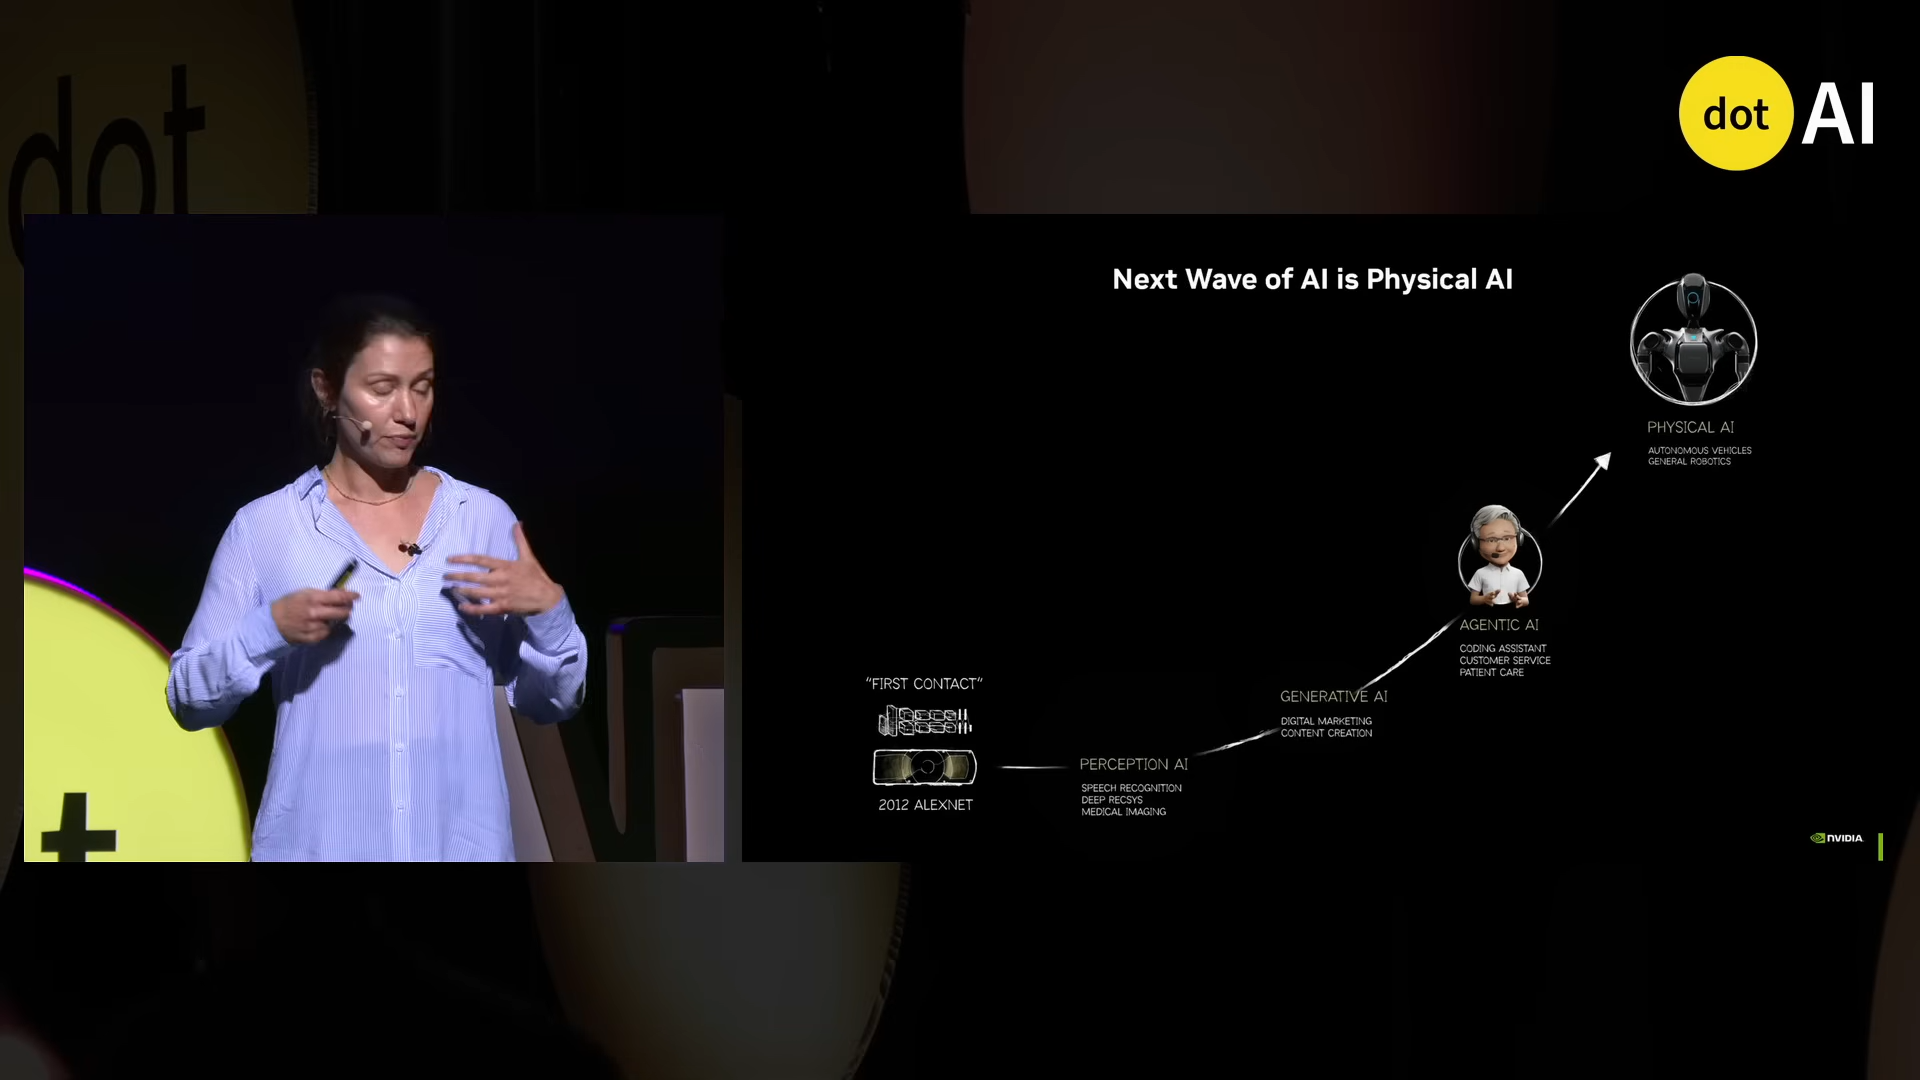 dot
dot AI
Next Wave of AI is Physical AI
PHYSICAL AI
AUTONOMOUS VEHICLES
GENERAL ROBOTICS
AGENTIC AI
CODING ASSISTANT
CUSTOMER SERVICE
PATIENT CARE
GENERATIVE AI
DIGITAL MARKETING
CONTENT CREATION
PERCEPTION AI
SPEECH RECOGNITION
DEEP RECSYS
MEDICAL IMAGING
"FIRST CONTACT"
2012 ALEXNET
NVIDIA
t